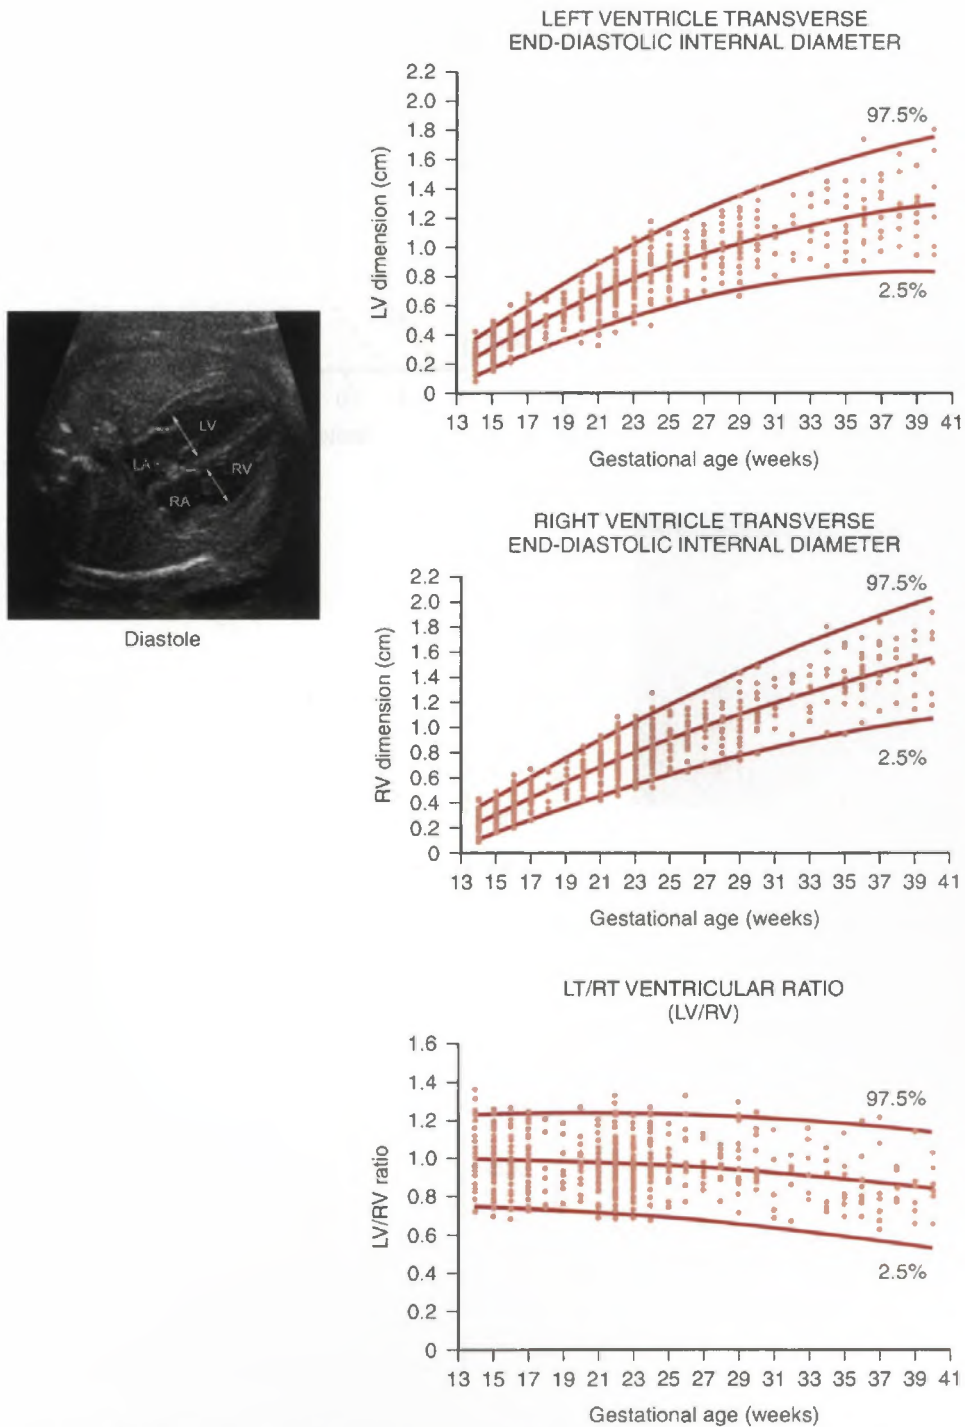 LEFT VENTRICLE TRANSVERSE
END-DIASTOLIC INTERNAL DIAMETER
2.2
2.0
1.8
1.6
1.4
1.2
1.0
0.8
0.6
0.4
0.2
0
LV dimension (cm)
97.5%
2.5%
13 15 17 19 21 23 25 27 29 31 33 35 37 39 41
Gestational age (weeks)
LV
LA
RV
RA
Diastole
RIGHT VENTRICLE TRANSVERSE
END-DIASTOLIC INTERNAL DIAMETER
2.2
2.0
1.8
1.6
1.4
1.2
1.0
0.8
0.6
0.4
0.2
0
RV dimension (cm)
97.5%
2.5%
13 15 17 19 21 23 25 27 29 31 33 35 37 39 41
Gestational age (weeks)
LT/RT VENTRICULAR RATIO
(LV/RV)
1.6
1.4
1.2
1.0
0.8
0.6
0.4
0.2
0
LV/RV ratio
97.5%
2.5%
13 15 17 19 21 23 25 27 29 31 33 35 37 39 41
Gestational age (weeks)